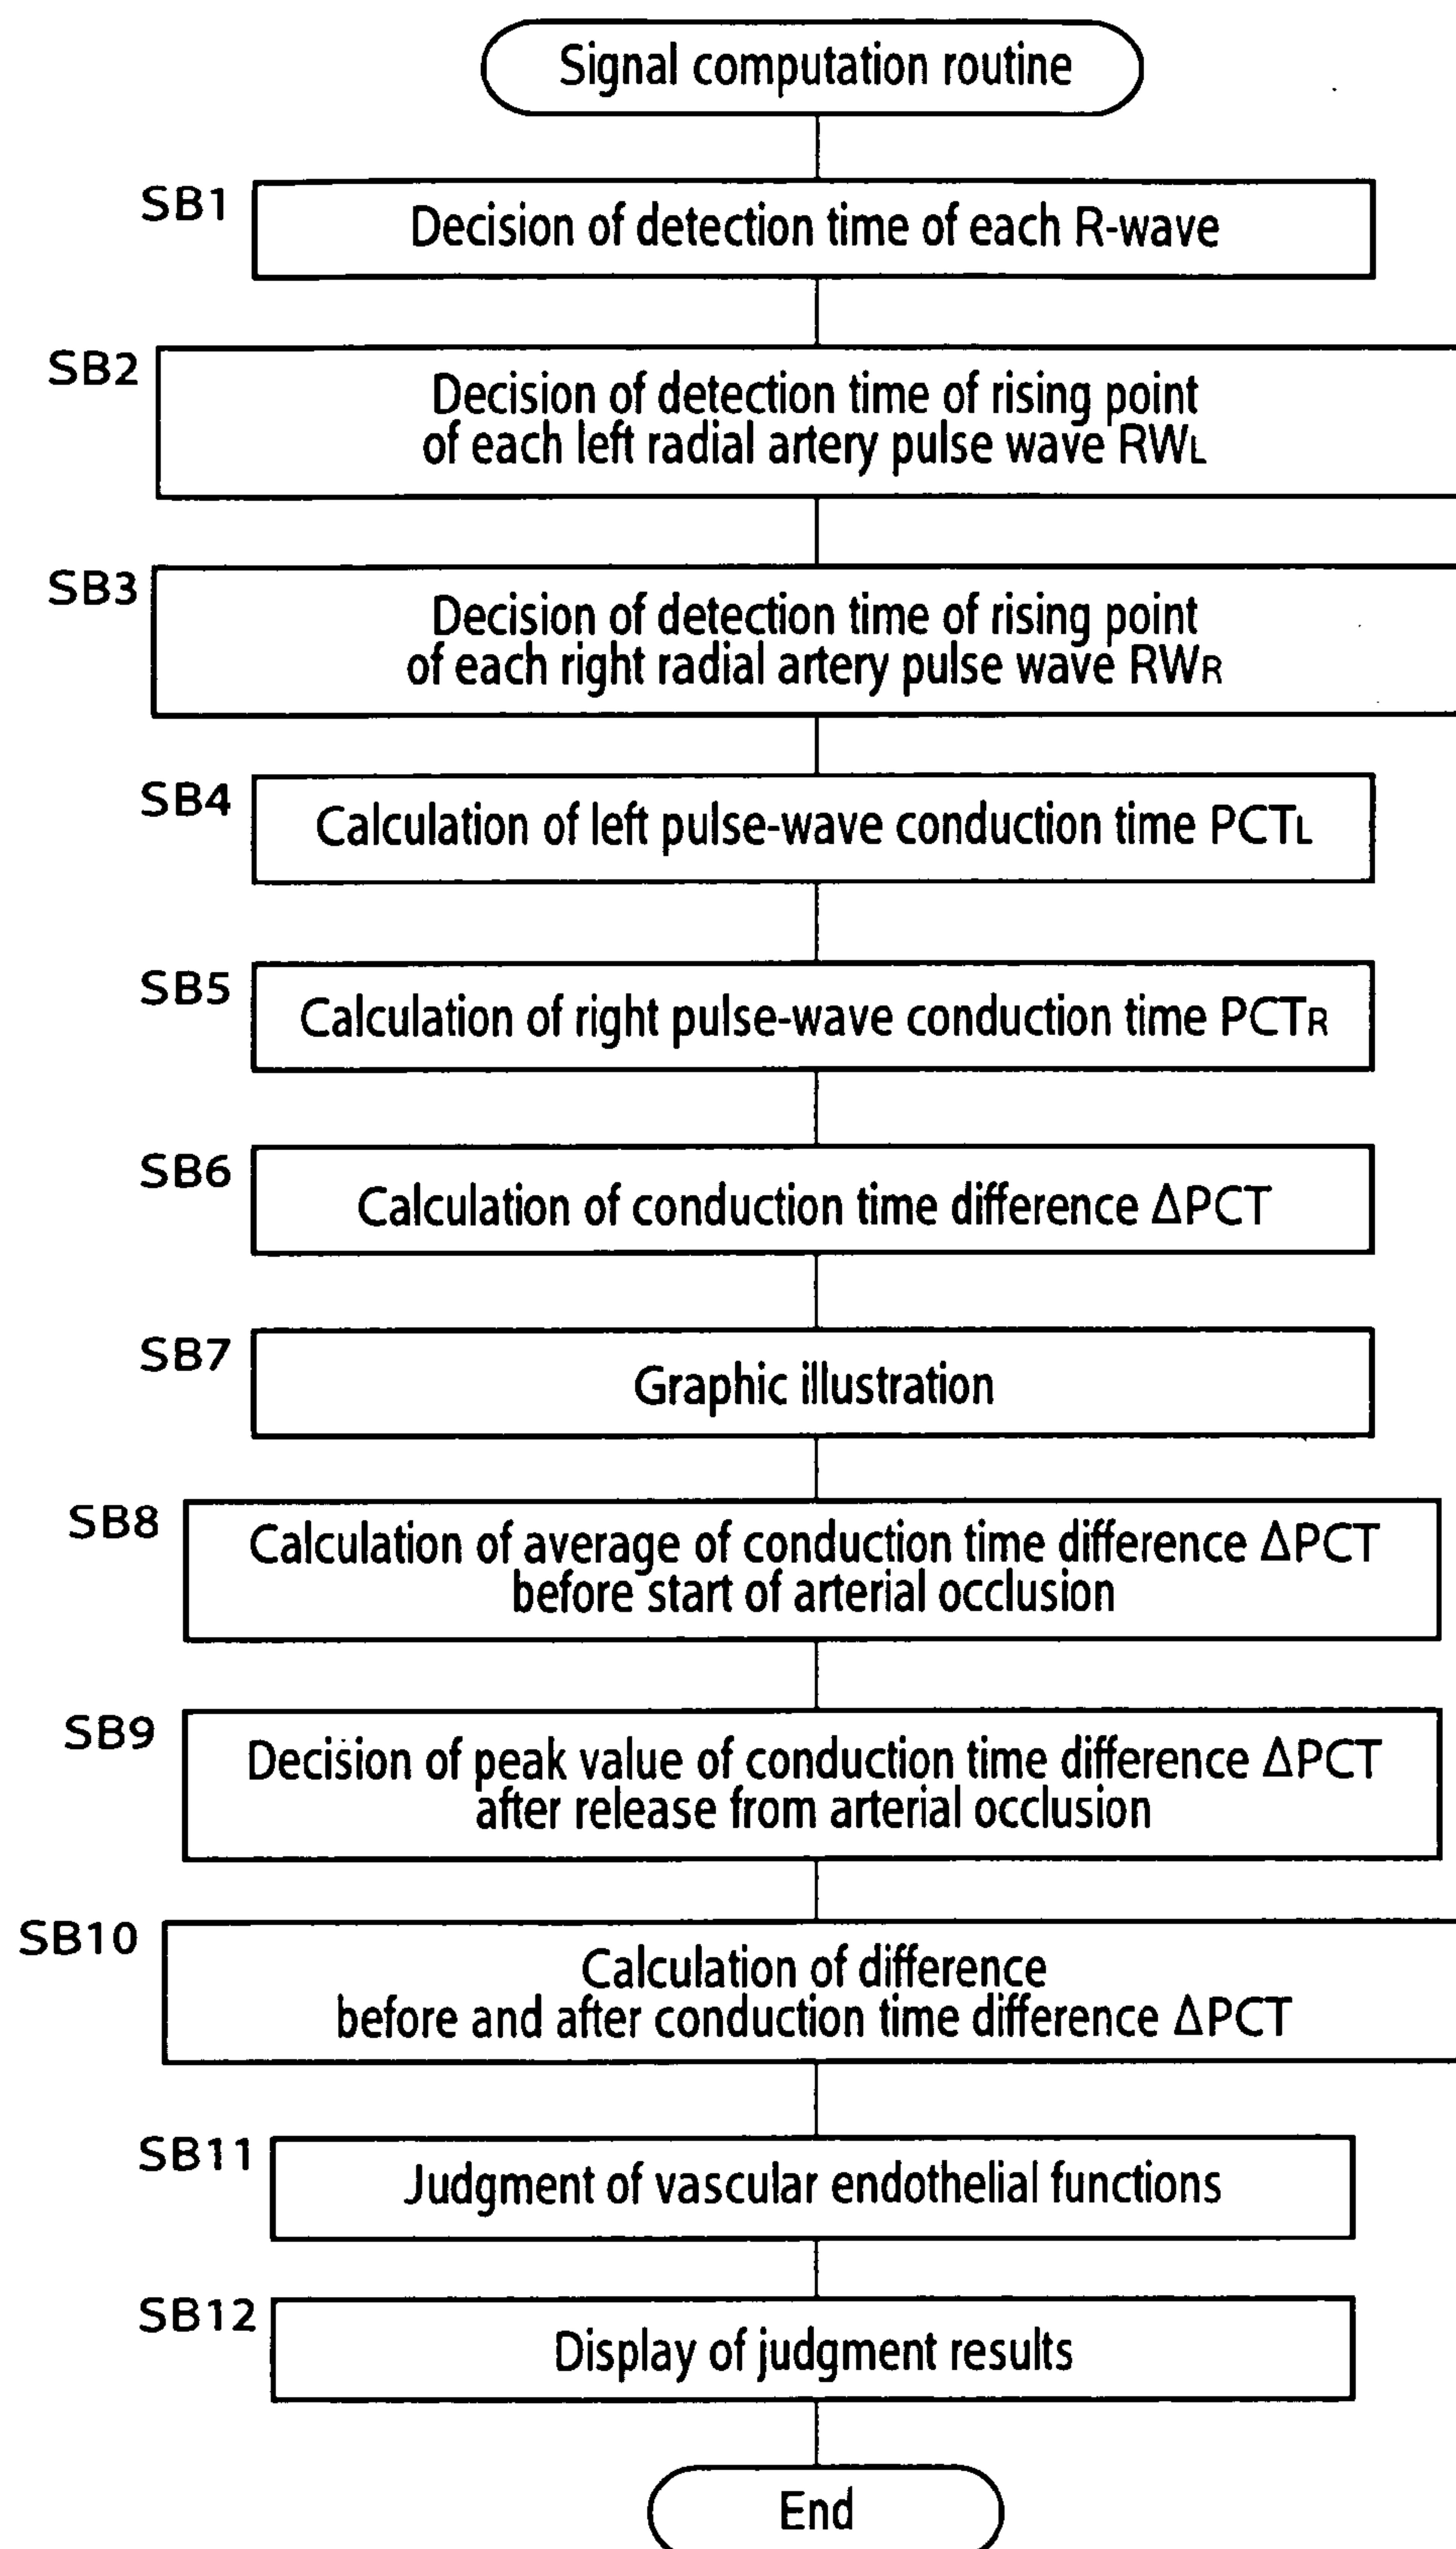 Signal computation routine
SB1
Decision of detection time of each R-wave
SB2
Decision of detection time of rising point
of each left radial artery pulse wave RWL
SB3
Decision of detection time of rising point
of each right radial artery pulse wave RWR
SB4
Calculation of left pulse-wave conduction time PCTL
SB5
Calculation of right pulse-wave conduction time PCTR
SB6
Calculation of conduction time difference ΔPCT
SB7
Graphic illustration
SB8
Calculation of average of conduction time difference ΔPCT
before start of arterial occlusion
SB9
Decision of peak value of conduction time difference ΔPCT
after release from arterial occlusion
SB10
Calculation of difference
before and after conduction time difference ΔPCT
SB11
Judgment of vascular endothelial functions
SB12
Display of judgment results
End